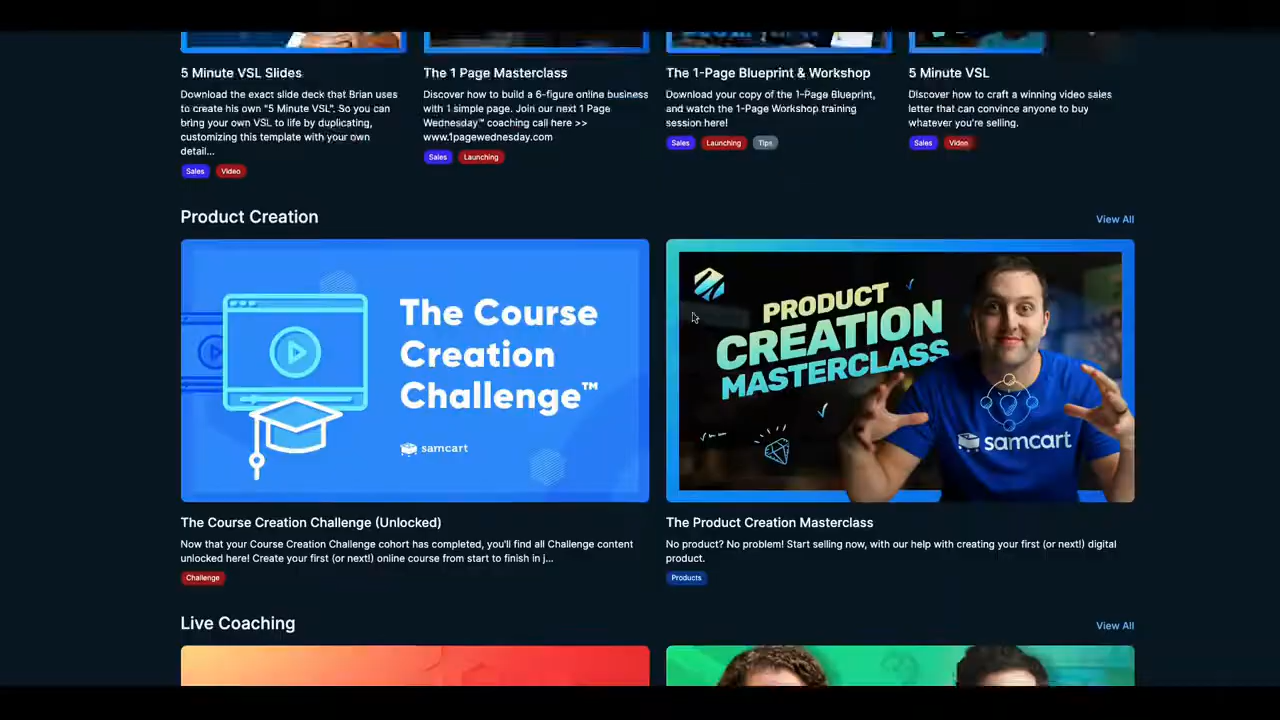 5 Minute VSL Slides
Download the exact slide deck that Brian uses
to create his own "5 Minute VSL". So you can
bring your own VSL to life by duplicating,
customizing this template with your own
detail...
Sales
Video
The 1 Page Masterclass
Discover how to build a 6-figure online business
with 1 simple page. Join our next 1 Page
Wednesday™ coaching call here >>
www.1pagewednesday.com
Sales
Launching
The 1-Page Blueprint & Workshop
Download your copy of the 1-Page Blueprint,
and watch the 1-Page Workshop training
session here!
Sales
Launching
Tips
5 Minute VSL
Discover how to craft a winning video sales
letter that can convince anyone to buy
whatever you're selling.
Sales
Video
Product Creation
View All
The Course
Creation
Challenge™
samcart
PRODUCT
CREATION
MASTERCLASS
samcart
The Course Creation Challenge (Unlocked)
Now that your Course Creation Challenge cohort has completed, you'll find all Challenge content
unlocked here! Create your first (or next!) online course from start to finish in j...
Challenge
The Product Creation Masterclass
No product? No problem! Start selling now, with our help with creating your first (or next!) digital
product.
Products
Live Coaching
View All